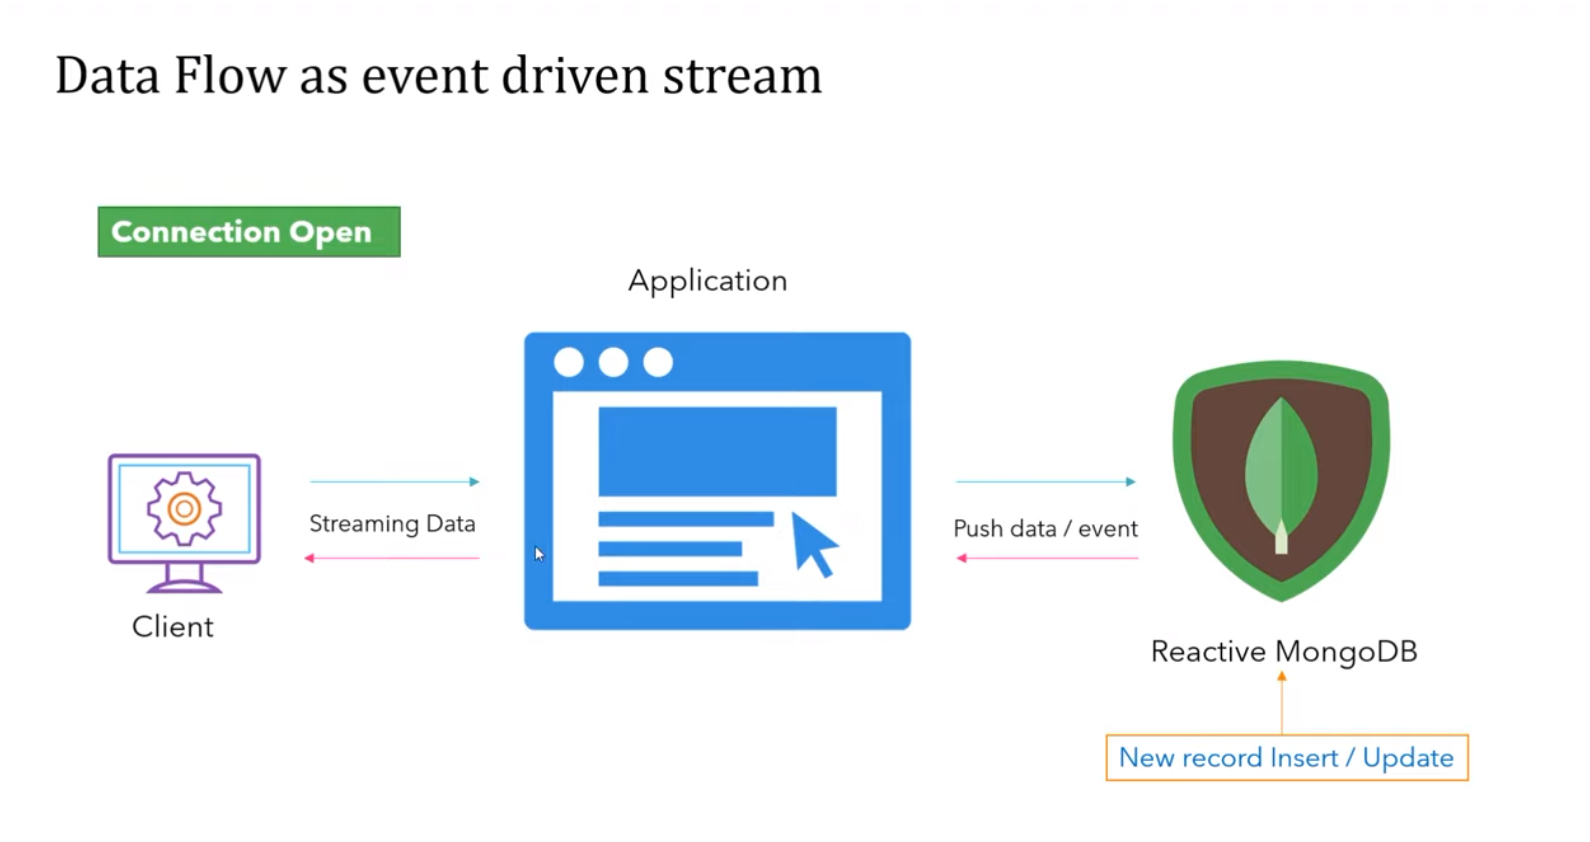 Data Flow as event driven stream
Connection Open
Application
Streaming Data
Push data / event
Client
Reactive MongoDB
New record Insert / Update